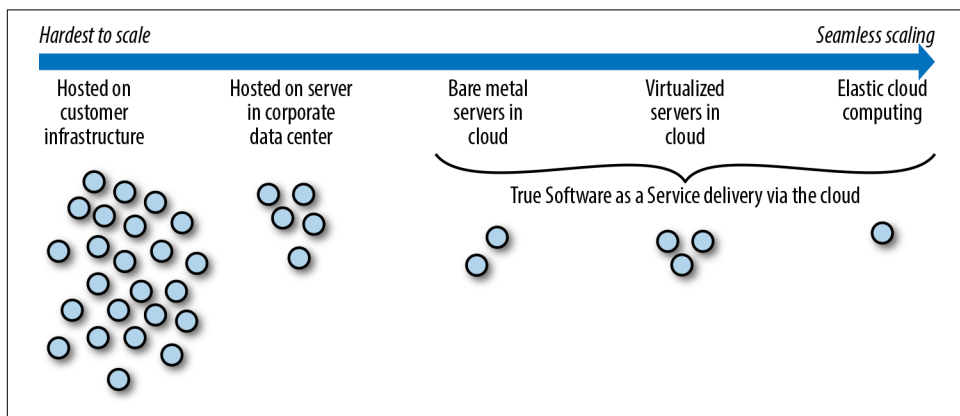 Hardest to scale
Seamless scaling
Hosted on
customer
infrastructure
Hosted on server
in corporate
data center
Bare metal
servers in
cloud
Virtualized
servers in
cloud
Elastic cloud
computing
True Software as a Service delivery via the cloud